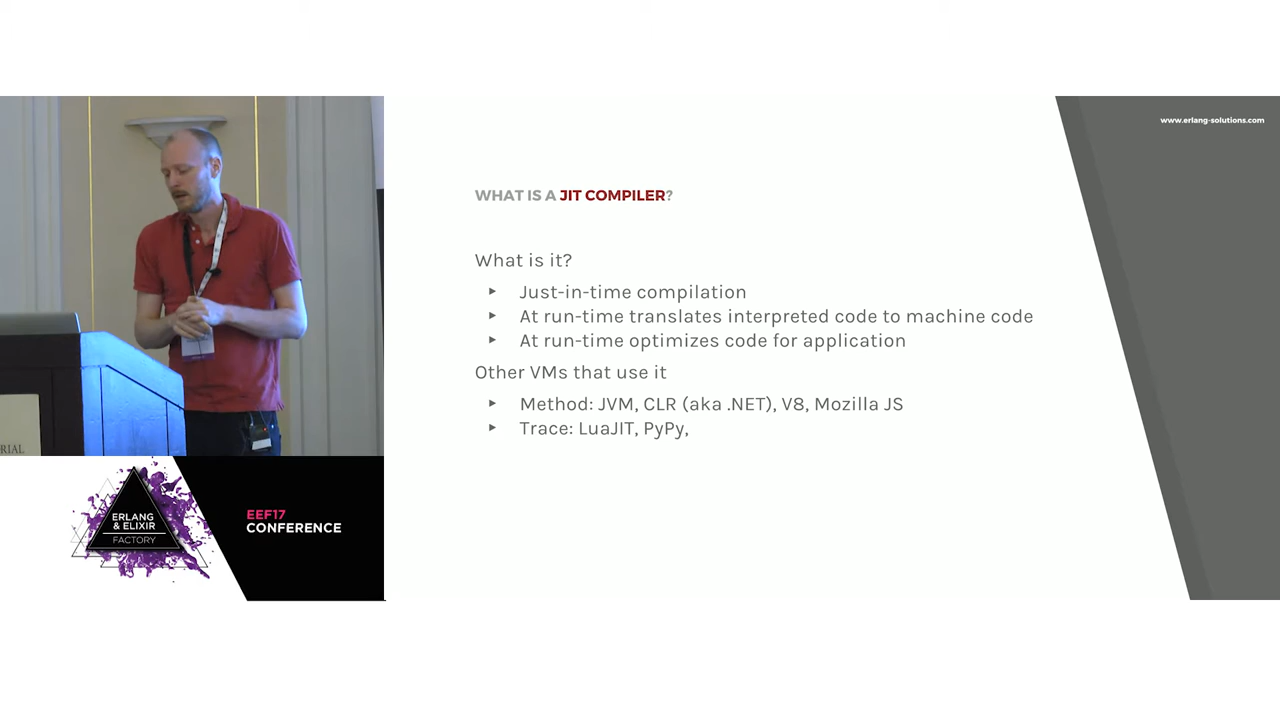 www.erlang-solutions.com
WHAT IS A JIT COMPILER?
What is it?
Just-in-time compilation
At run-time translates interpreted code to machine code
At run-time optimizes code for application
Other VMs that use it
Method: JVM, CLR (aka .NET), V8, Mozilla JS
Trace: LuaJIT, PyPy,
RIAL
ERLANG
& ELIXIR
FACTORY
EEF17
CONFERENCE